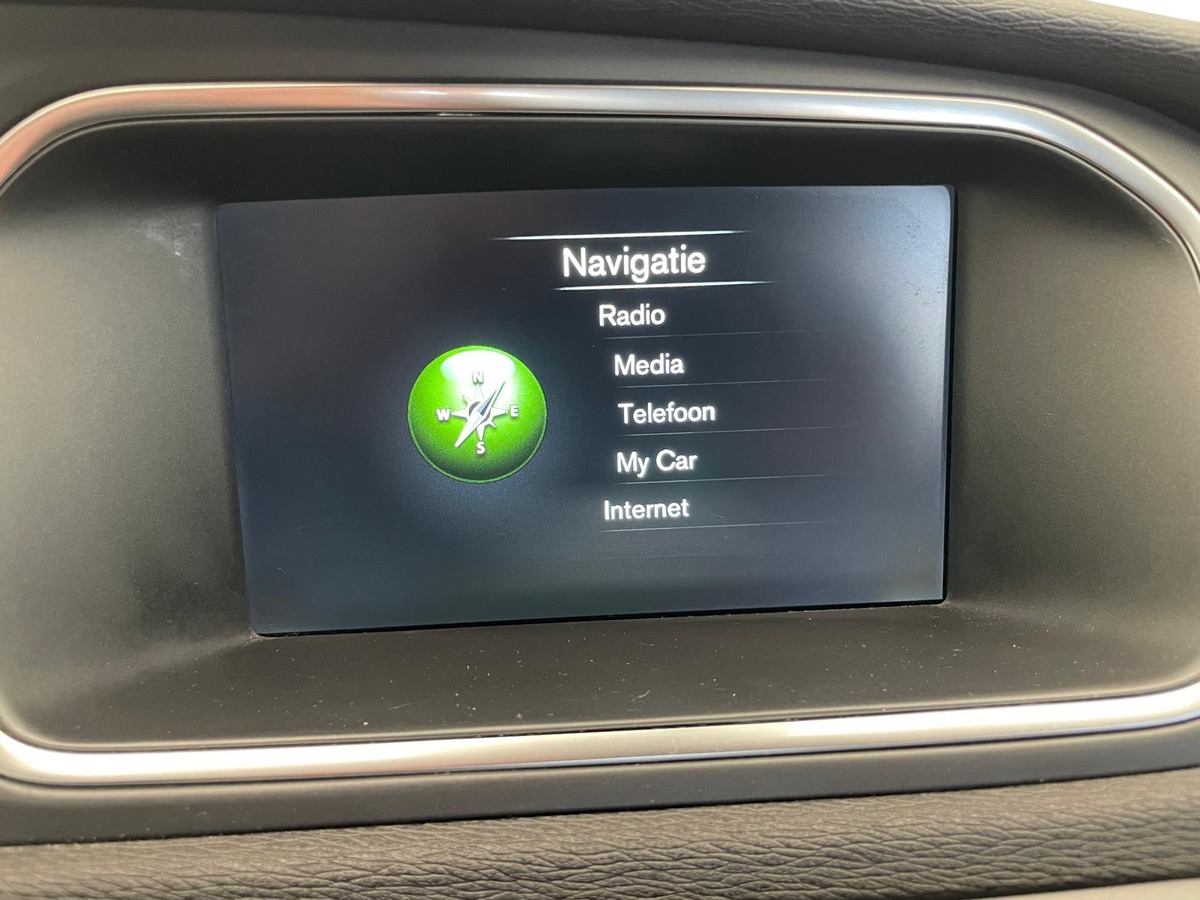 Navigatie
Radio
Media
N
W E
Telefoon
S
My Car
Internet